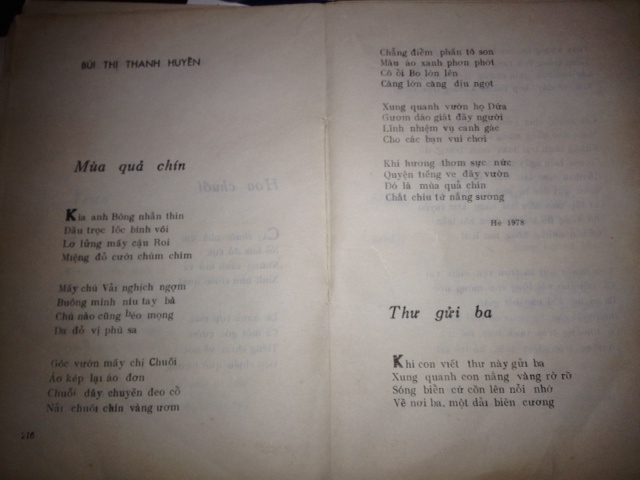 BÙI THỊ THANH HUYỀN
Mùa quả chín
Kìa anh Bòng nhẵn thín
Đầu trọc lốc bình vôi
Lơ lửng mấy cậu Roi
Miệng đỏ cười chúm chím
Mấy chú Vải nghịch ngợm
Buông mình níu tay bá
Chú nào cũng béo mọng
Da đỏ vị phù sa
Góc vườn mấy chị Chuối
Áo kép lại áo đơn
Chuỗi dây chuyền đeo cổ
Nải chuối chín vàng ươm
216
Chẳng điểm phấn tô son
Màu áo xanh phơn phớt
Cô ổi Bo lớn lên
Càng lớn càng dịu ngọt
Xung quanh vườn họ Dứa
Gươm dáo giắt đầy người
Lĩnh nhiệm vụ canh gác
Cho các bạn vui chơi
Khi hương thơm sực nức
Quyện tiếng ve đầy vườn
Đó là mùa quả chín
Chắt chiu từ nắng sương
Hè 1978
Thư gửi ba
Khi con viết thư này gửi ba
Xung quanh con nắng vàng rờ rỡ
Sông biển cứ cồn lên nỗi nhớ
Về nơi ba, một dải biên cương